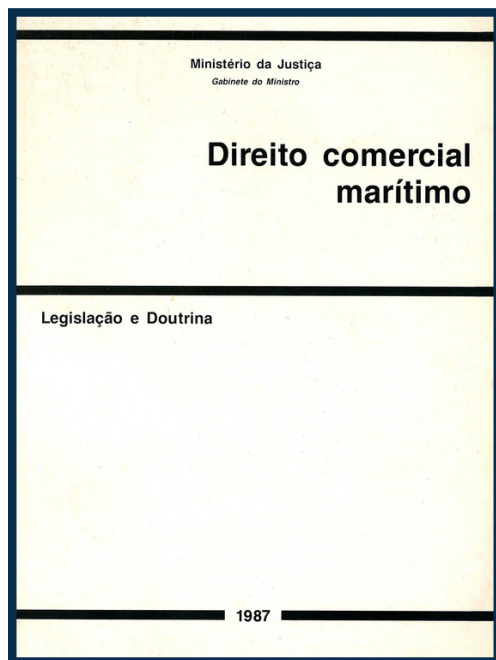 Ministério da Justiça
Gabinete do Ministro
Direito comercial
marítimo
Legislação e Doutrina
1987